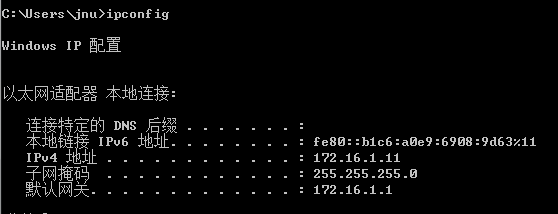 C:\Users\jnu>ipconfig
Windows IP 配置
以太网适配器 本地连接:
连接特定的 DNS 后缀 . . . . . . . :
本地链接 IPv6 地址. . . . . . . . : fe80::b1c6:a0e9:6908:9d63%11
IPv4 地址 . . . . . . . . . . . . : 172.16.1.11
子网掩码 . . . . . . . . . . . . : 255.255.255.0
默认网关. . . . . . . . . . . . . : 172.16.1.1